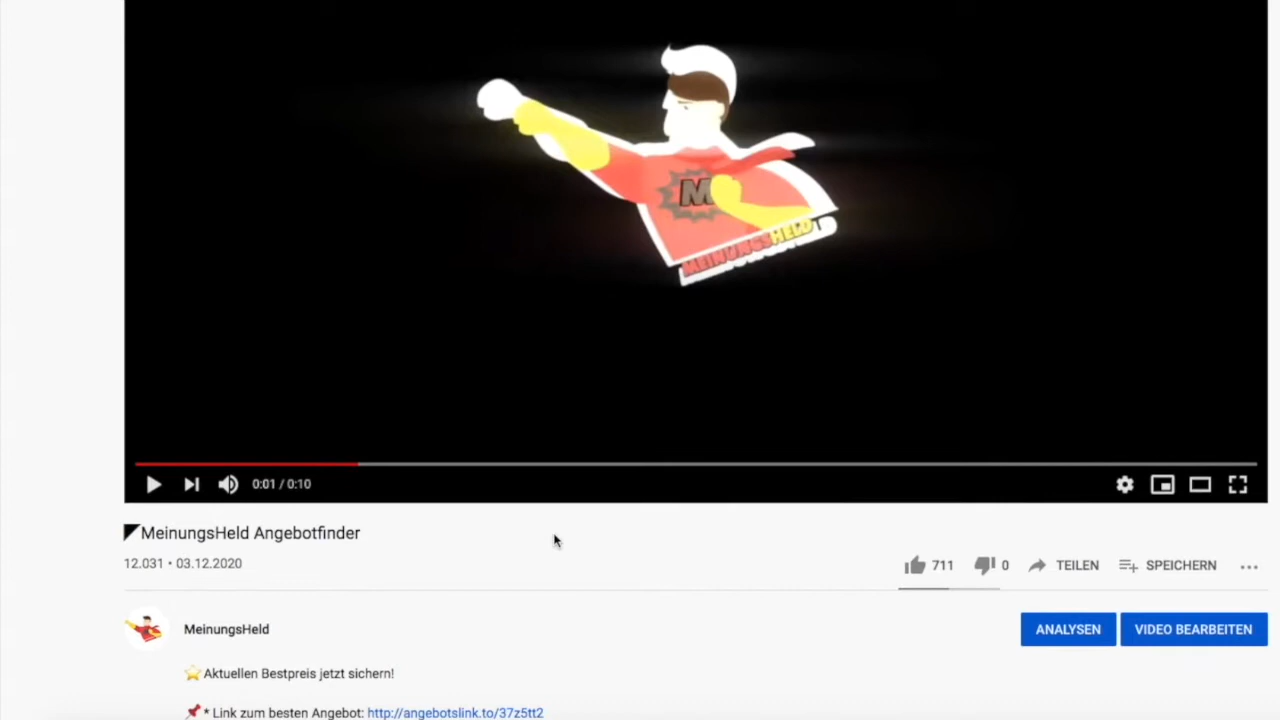 M
MEINUNGSHELD
0:01 / 0:10
MeinungsHeld Angebotfinder
12.031 • 03.12.2020
711
0
TEILEN
SPEICHERN
MeinungsHeld
ANALYSEN
VIDEO BEARBEITEN
⭐Aktuellen Bestpreis jetzt sichern!
📌 * Link zum besten Angebot: http://angebotslink.to/37z5tt2